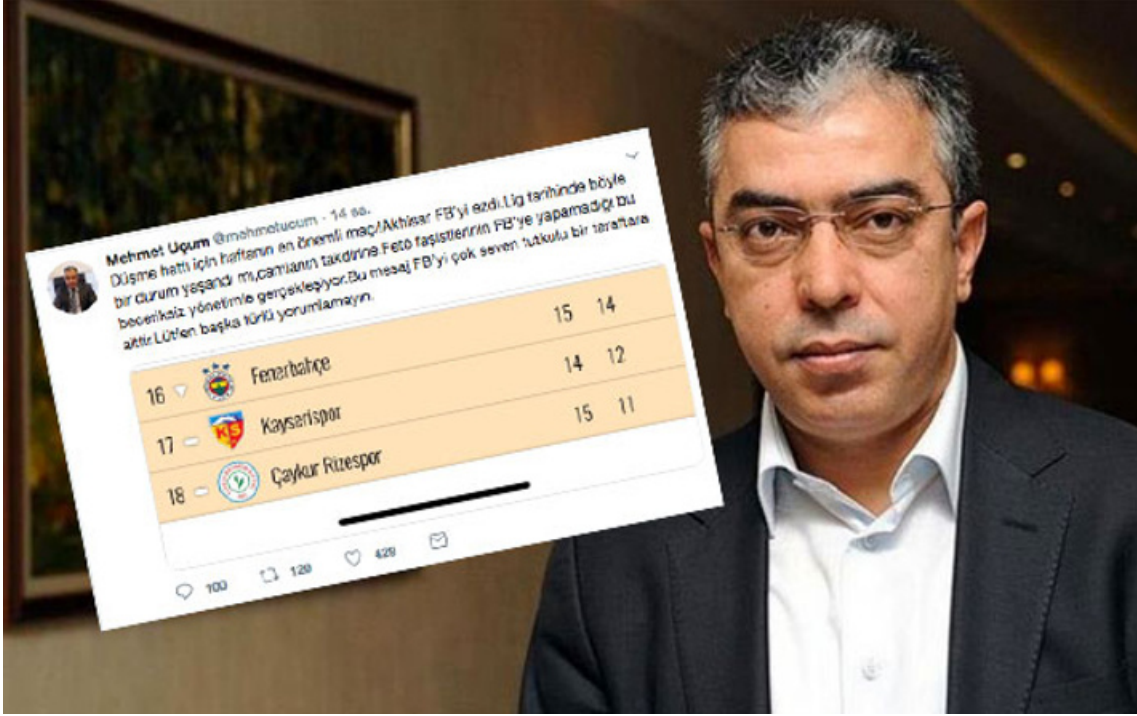 Mehmet Uçum @mehmetucum · 14 sa.
Düşme hattı için haftanın en önemli maçı!Akhisar FB'yi ezdi.Lig tarihinde böyle
bir durum yaşandı mı,camianın takdirine.Fetö faşistlerinin FB'ye yapamadığı bu
beceriksiz yönetimle gerçekleşiyor.Bu mesaj FB'yi çok seven tutkulu bir taraftara
aittir.Lütfen başka türlü yorumlamayın.
16 Fenerbahçe 15 14
17 Kayserispor 14 12
18 Çaykur Rizespor 15 11
100 120 429